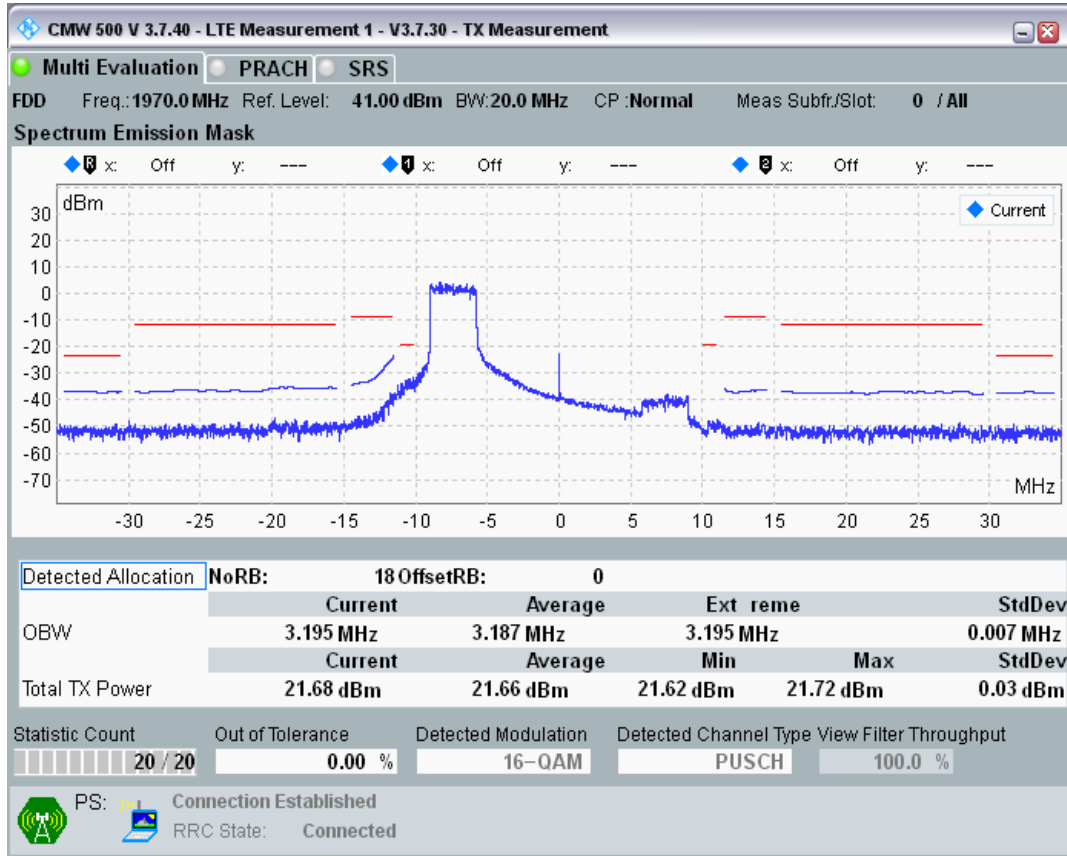 CMW 500 V 3.7.40 - LTE Measurement 1 - V3.7.30 - TX Measurement
Multi Evaluation PRACH SRS
FDD Freq.: 1970.0 MHz Ref. Level: 41.00 dBm BW: 20.0 MHz CP : Normal Meas Subfr./Slot: 0 / All
Spectrum Emission Mask
R x: Off y: --- 1 x: Off y: --- 2 x: Off y: ---
dBm
Current
30
20
10
0
-10
-20
-30
-40
-50
-60
-70
MHz
-30 -25 -20 -15 -10 -5 0 5 10 15 20 25 30
Detected Allocation NoRB: 18 OffsetRB: 0
Current Average Ext reme StdDev
OBW 3.195 MHz 3.187 MHz 3.195 MHz 0.007 MHz
Current Average Min Max StdDev
Total TX Power 21.68 dBm 21.66 dBm 21.62 dBm 21.72 dBm 0.03 dBm
Statistic Count Out of Tolerance Detected Modulation Detected Channel Type View Filter Throughput
20 / 20 0.00 % 16-QAM PUSCH 100.0 %
PS: Connection Established
RRC State: Connected